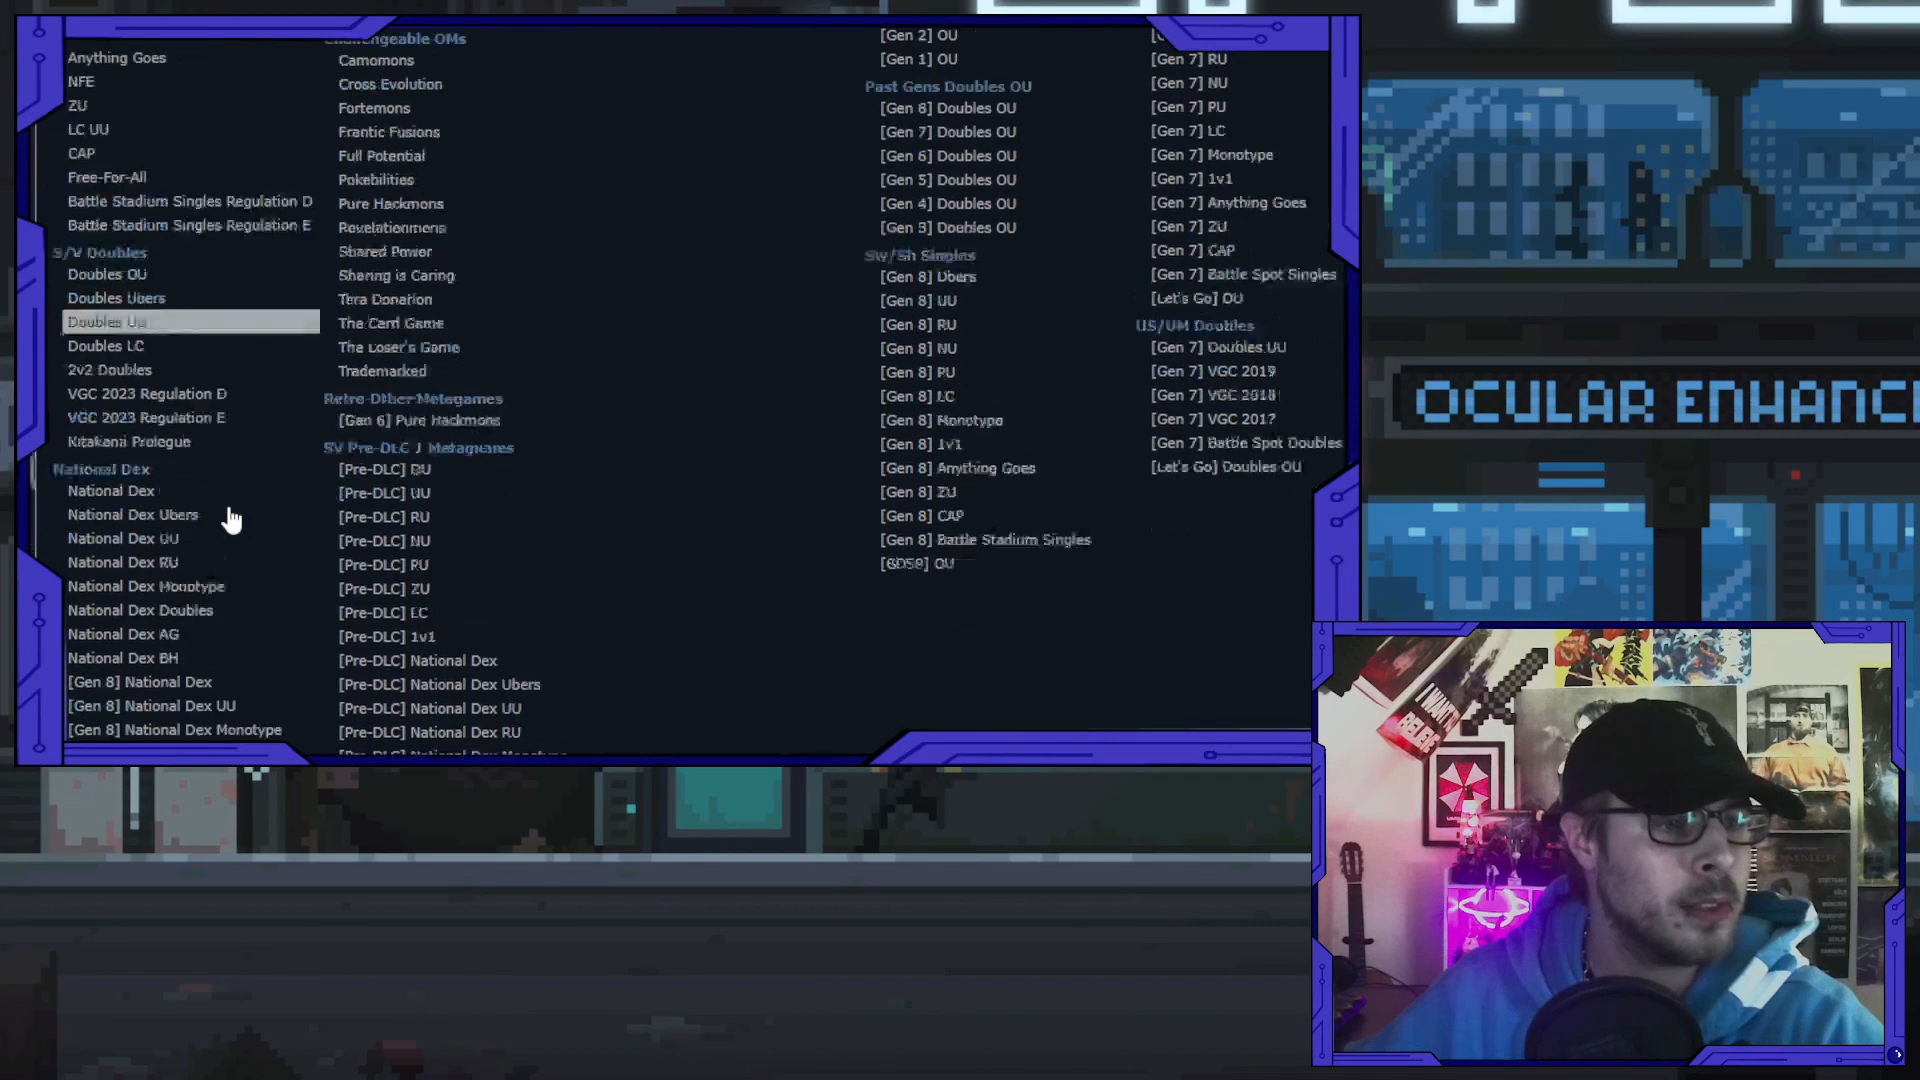 Anything Goes
NFE
ZU
LC UU
CAP
Free-For-All
Battle Stadium Singles Regulation D
Battle Stadium Singles Regulation E
S/V Doubles
Doubles OU
Doubles Ubers
Doubles UU
Doubles LC
2v2 Doubles
VGC 2023 Regulation D
VGC 2023 Regulation E
Kitakami Prologue
National Dex
National Dex
National Dex Ubers
National Dex UU
National Dex RU
National Dex Monotype
National Dex Doubles
National Dex AG
National Dex BH
[Gen 8] National Dex
[Gen 8] National Dex UU
[Gen 8] National Dex Monotype
Challengeable OMs
Camomons
Cross Evolution
Fortemons
Frantic Fusions
Full Potential
Pokebilities
Pure Hackmons
Revelationmons
Shared Power
Sharing is Caring
Tera Donation
The Card Game
The Loser's Game
Trademarked
Retro Other Metagames
[Gen 6] Pure Hackmons
SV Pre-DLC 1 Metagames
[Pre-DLC] OU
[Pre-DLC] UU
[Pre-DLC] RU
[Pre-DLC] NU
[Pre-DLC] PU
[Pre-DLC] ZU
[Pre-DLC] LC
[Pre-DLC] 1v1
[Pre-DLC] National Dex
[Pre-DLC] National Dex Ubers
[Pre-DLC] National Dex UU
[Pre-DLC] National Dex RU
[Pre-DLC] National Dex Monotype
[Gen 2] OU
[Gen 1] OU
Past Gens Doubles OU
[Gen 8] Doubles OU
[Gen 7] Doubles OU
[Gen 6] Doubles OU
[Gen 5] Doubles OU
[Gen 4] Doubles OU
[Gen 3] Doubles OU
Sw/Sh Singles
[Gen 8] Ubers
[Gen 8] UU
[Gen 8] RU
[Gen 8] NU
[Gen 8] PU
[Gen 8] LC
[Gen 8] Monotype
[Gen 8] 1v1
[Gen 8] Anything Goes
[Gen 8] ZU
[Gen 8] CAP
[Gen 8] Battle Stadium Singles
[BDSP] OU
[Gen 7] RU
[Gen 7] NU
[Gen 7] PU
[Gen 7] LC
[Gen 7] Monotype
[Gen 7] 1v1
[Gen 7] Anything Goes
[Gen 7] ZU
[Gen 7] CAP
[Gen 7] Battle Spot Singles
[Let's Go] OU
US/UM Doubles
[Gen 7] Doubles UU
[Gen 7] VGC 2019
[Gen 7] VGC 2018
[Gen 7] VGC 2017
[Gen 7] Battle Spot Doubles
[Let's Go] Doubles OU
OCULAR ENHANC
I WANT TO
BELIEVE
SOMMER